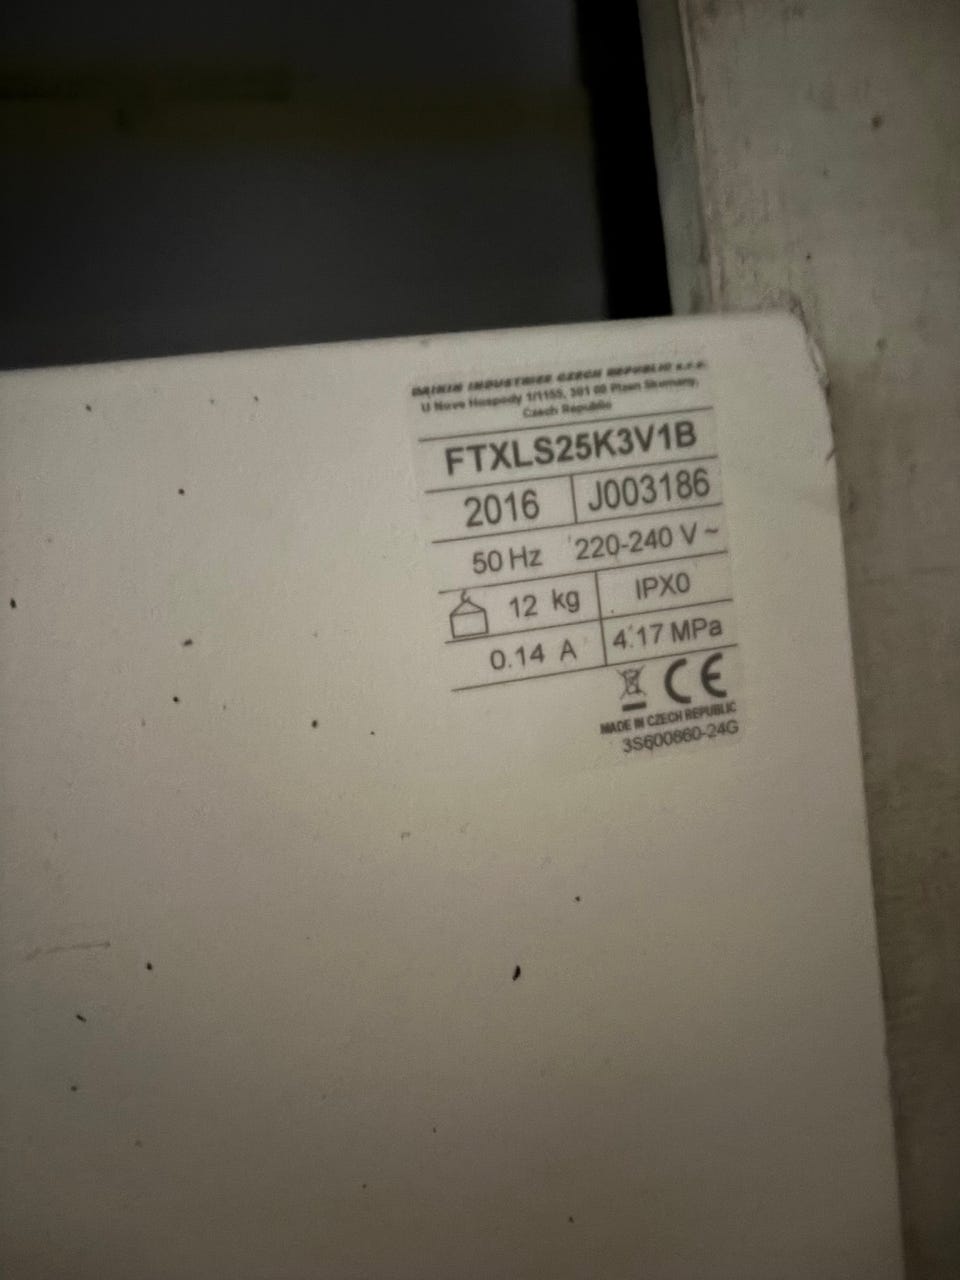 DAIKIN INDUSTRIES CZECH REPUBLIC s.r.o.
U Nove Hospody 1/1155, 301 00 Plzen Skvrnany,
Czech Republic
FTXLS25K3V1B
2016 J003186
50 Hz 220-240 V ~
12 kg IPX0
0.14 A 4.17 MPa
CE
MADE IN CZECH REPUBLIC
3S600860-24G